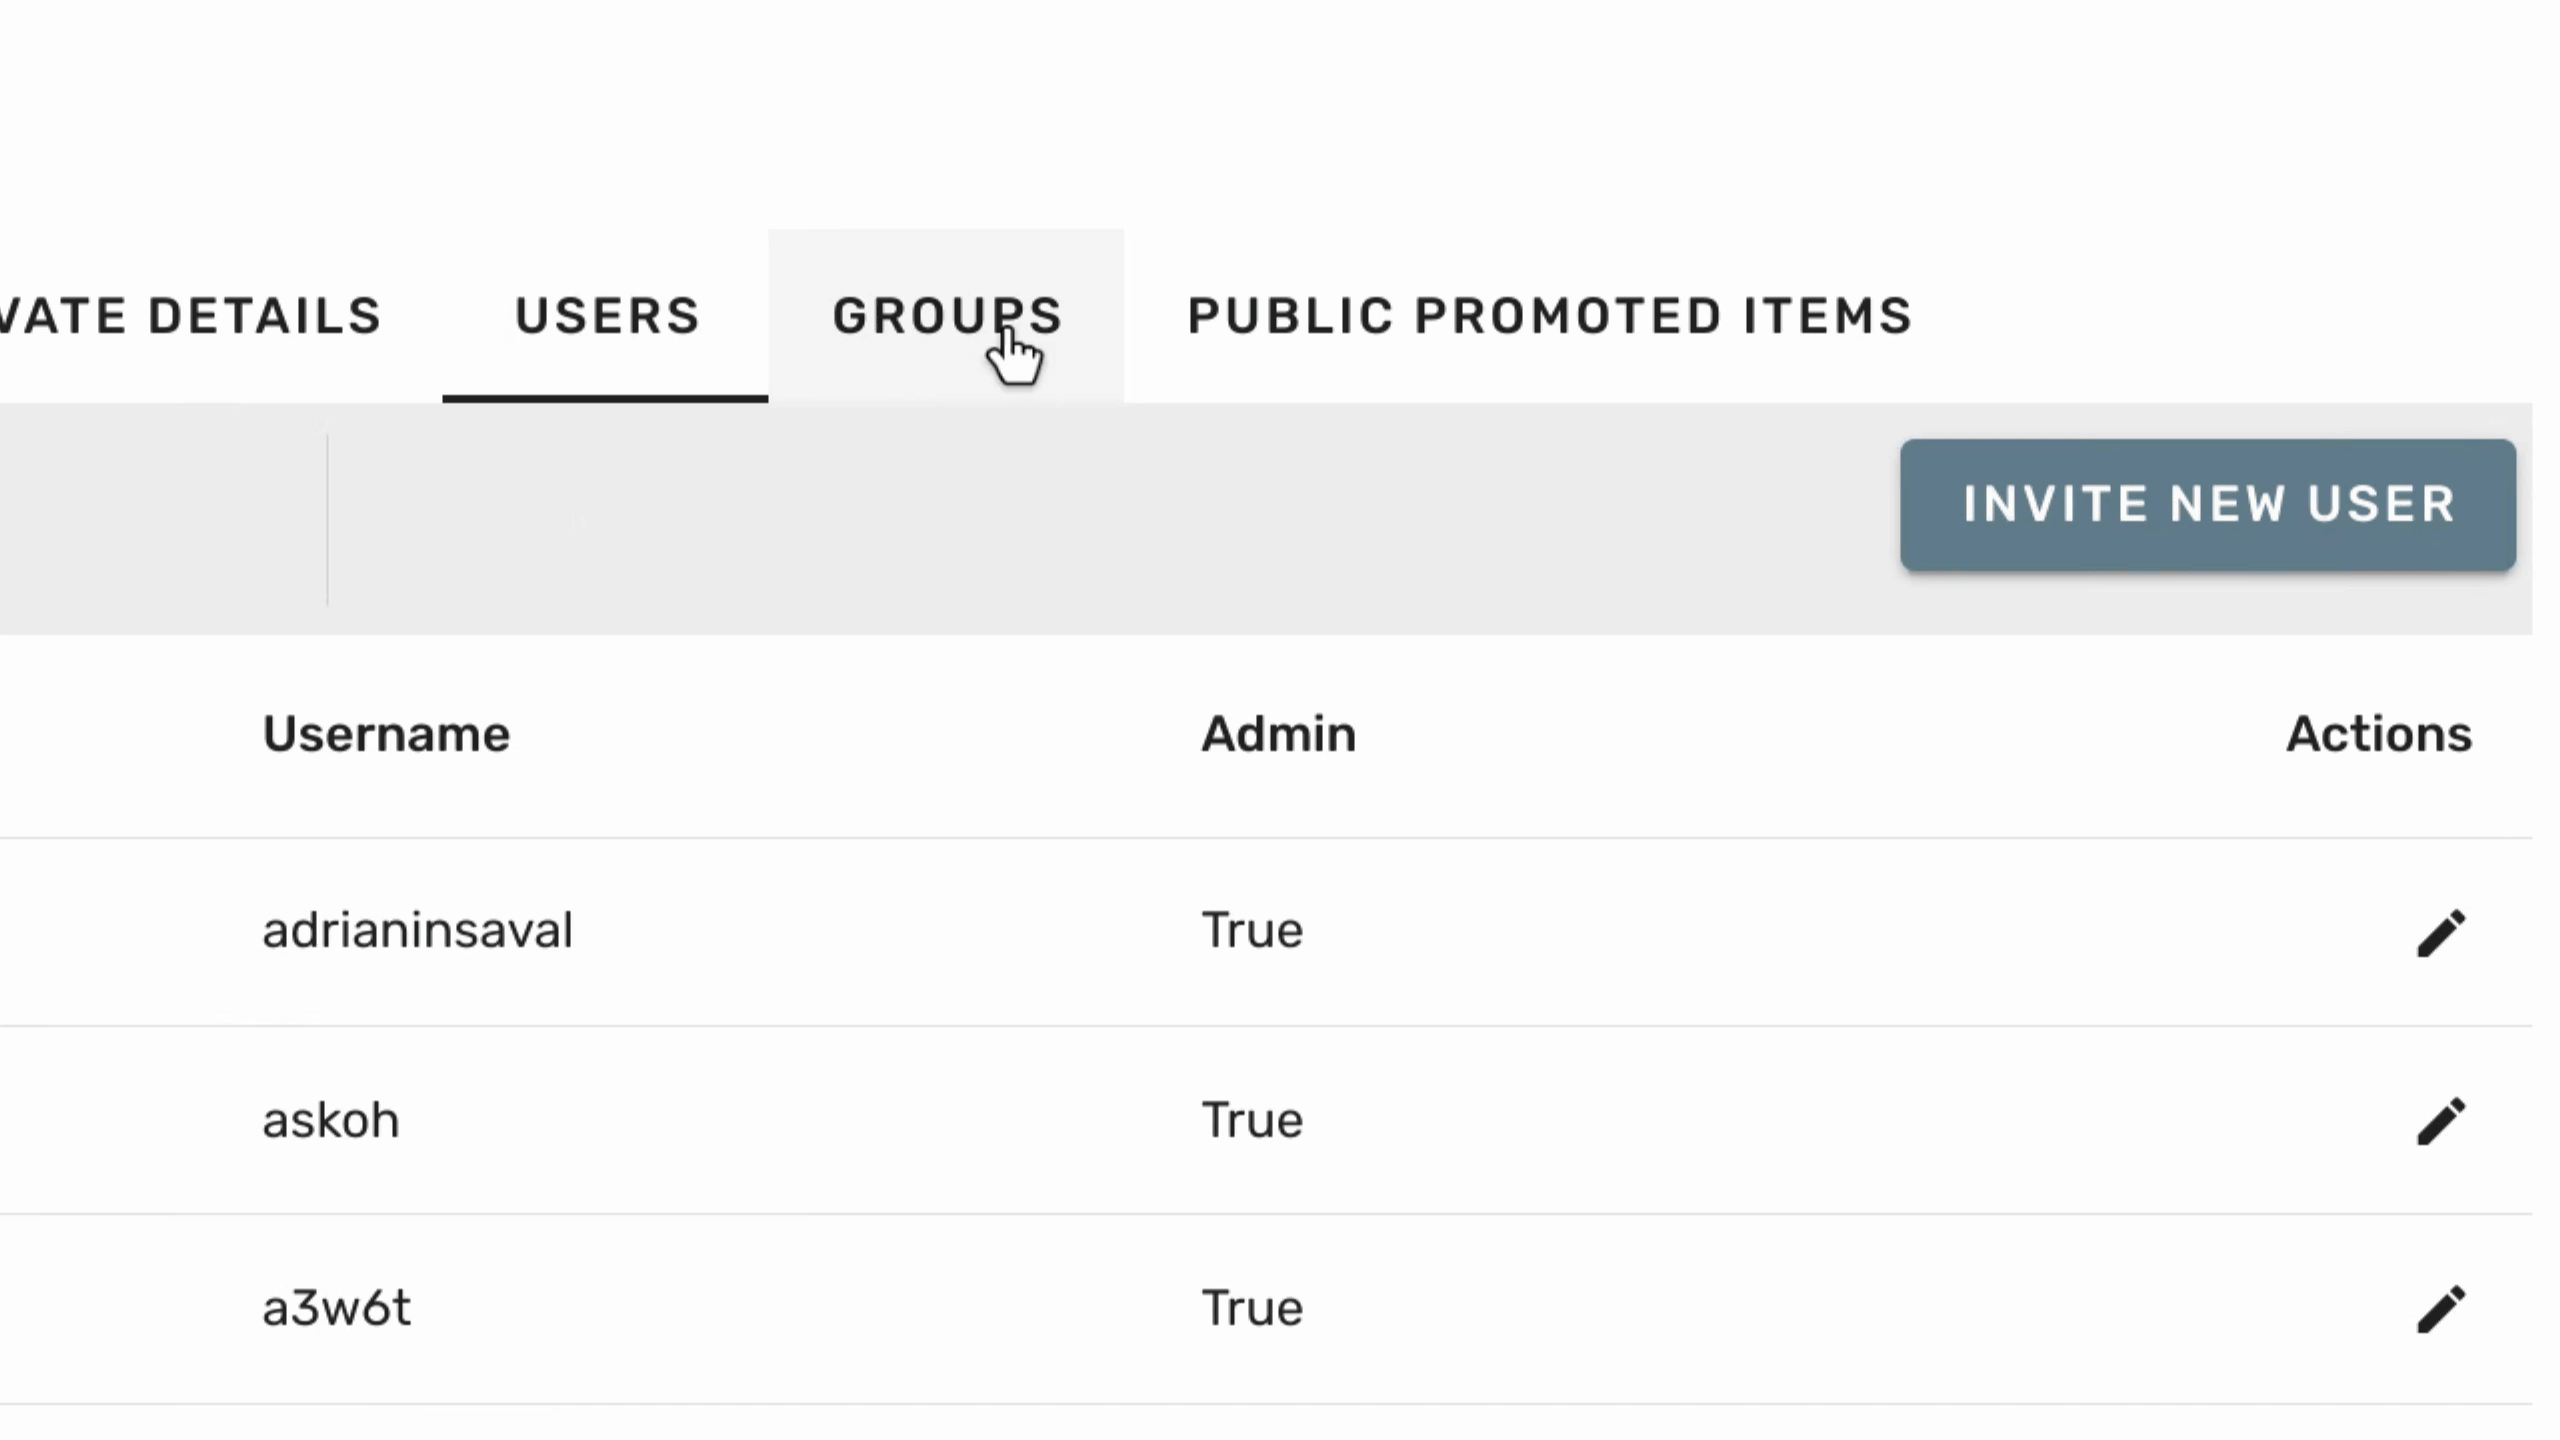 VATE DETAILS USERS GROUPS PUBLIC PROMOTED ITEMS
INVITE NEW USER
Username Admin Actions
adrianinsaval True
askoh True
a3w6t True